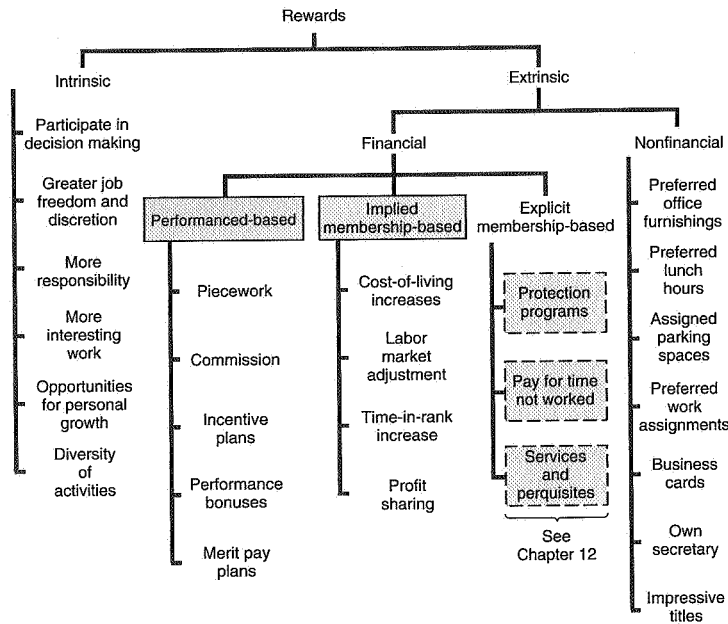 Rewards
Intrinsic
Extrinsic
Participate in
decision making
Greater job
freedom and
discretion
More
responsibility
More
interesting
work
Opportunities
for personal
growth
Diversity
of
activities
Financial
Nonfinancial
Performanced-based
Piecework
Commission
Incentive
plans
Performance
bonuses
Merit pay
plans
Implied
membership-based
Cost-of-living
increases
Labor
market
adjustment
Time-in-rank
increase
Profit
sharing
Explicit
membership-based
Protection
programs
Pay for time
not worked
Services
and
perquisites
See
Chapter 12
Preferred
office
furnishings
Preferred
lunch
hours
Assigned
parking
spaces
Preferred
work
assignments
Business
cards
Own
secretary
Impressive
titles